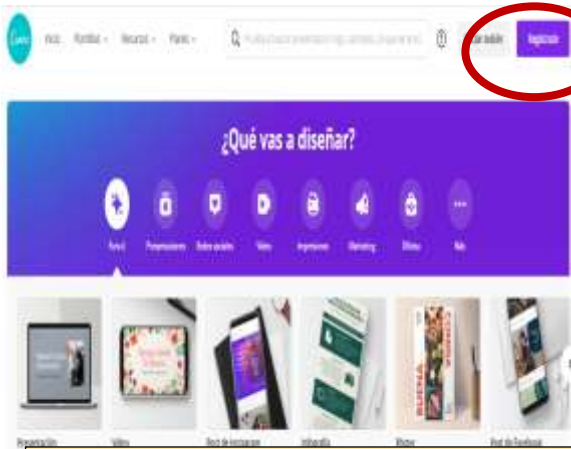 Canva Inicio Plantillas Recursos Planes Regístrate
¿Qué vas a diseñar?
Para ti Presentaciones Redes sociales Video Impresiones Marketing Oficina Más
Presentación Video Post de Instagram Infografía Póster Post de Facebook